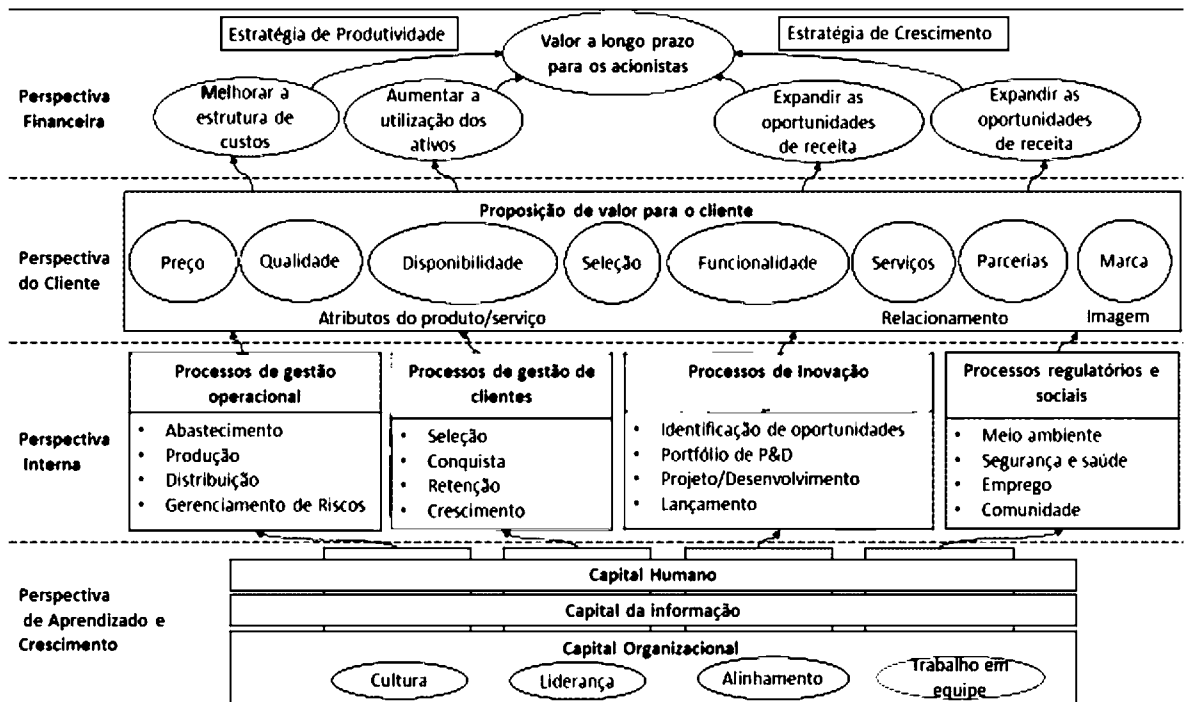 Estratégia de Produtividade
Valor a longo prazo
para os acionistas
Estratégia de Crescimento
Perspectiva
Financeira
Melhorar a
estrutura de
custos
Aumentar a
utilização dos
ativos
Expandir as
oportunidades
de receita
Expandir as
oportunidades
de receita
Perspectiva
do Cliente
Proposição de valor para o cliente
Preço
Qualidade
Disponibilidade
Seleção
Funcionalidade
Serviços
Parcerias
Marca
Atributos do produto/serviço
Relacionamento
Imagem
Perspectiva
Interna
Processos de gestão
operacional
• Abastecimento
• Produção
• Distribuição
• Gerenciamento de Riscos
Processos de gestão de
clientes
• Seleção
• Conquista
• Retenção
• Crescimento
Processos de Inovação
• Identificação de oportunidades
• Portfólio de P&D
• Projeto/Desenvolvimento
• Lançamento
Processos regulatórios e
sociais
• Meio ambiente
• Segurança e saúde
• Emprego
• Comunidade
Perspectiva
de Aprendizado e
Crescimento
Capital Humano
Capital da informação
Capital Organizacional
Cultura
Liderança
Alinhamento
Trabalho em
equipe